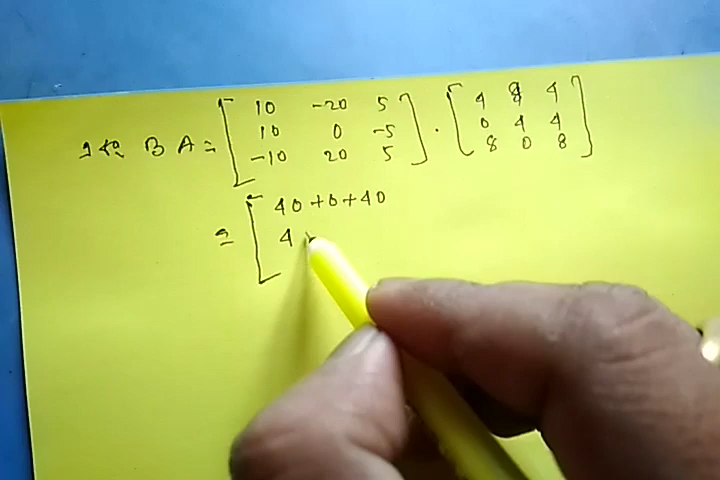 BA = [10 -20 5 · [4 8 4
10 0 -5 0 4 4
-10 20 5] 8 0 8]
= [40+0+40
4